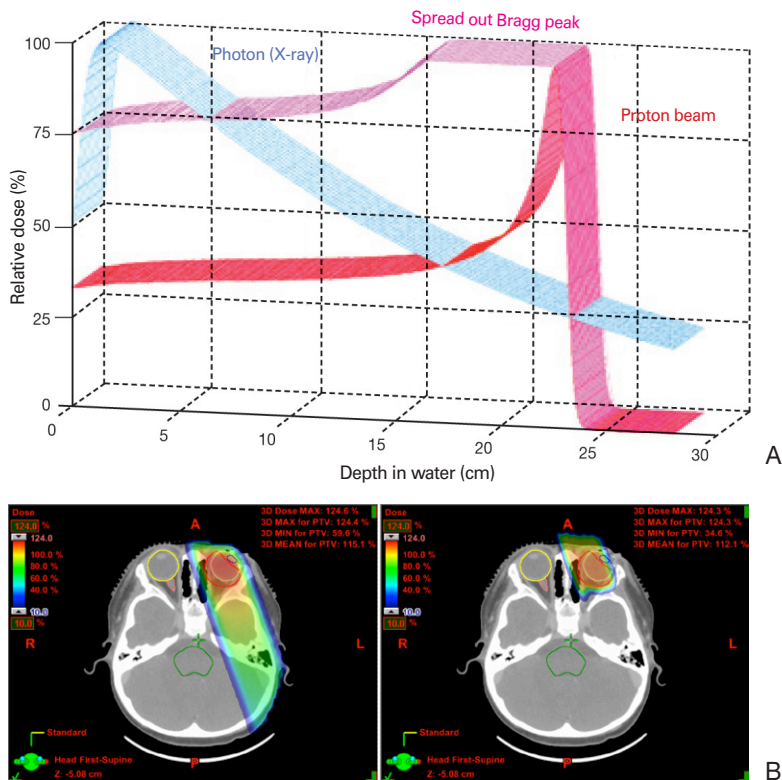 Spread out Bragg peak
Photon (X-ray)
Proton beam
Relative dose (%)
100
75
50
25
0
0
5
10
15
20
25
30
Depth in water (cm)
A
Dose
124.0 %
124.0
100.0 %
80.0 %
60.0 %
40.0 %
10.0
10.0 %
A
3D Dose MAX: 124.6 %
3D MAX for PTV: 124.4 %
3D MIN for PTV: 59.6 %
3D MEAN for PTV: 115.1 %
R
L
Standard
Head First-Supine
Z: -5.08 cm
P
Dose
124.0 %
124.0
100.0 %
80.0 %
60.0 %
40.0 %
10.0
10.0 %
A
3D Dose MAX: 124.3 %
3D MAX for PTV: 124.3 %
3D MIN for PTV: 34.6 %
3D MEAN for PTV: 112.1 %
R
L
Standard
Head First-Supine
Z: -5.08 cm
P
B